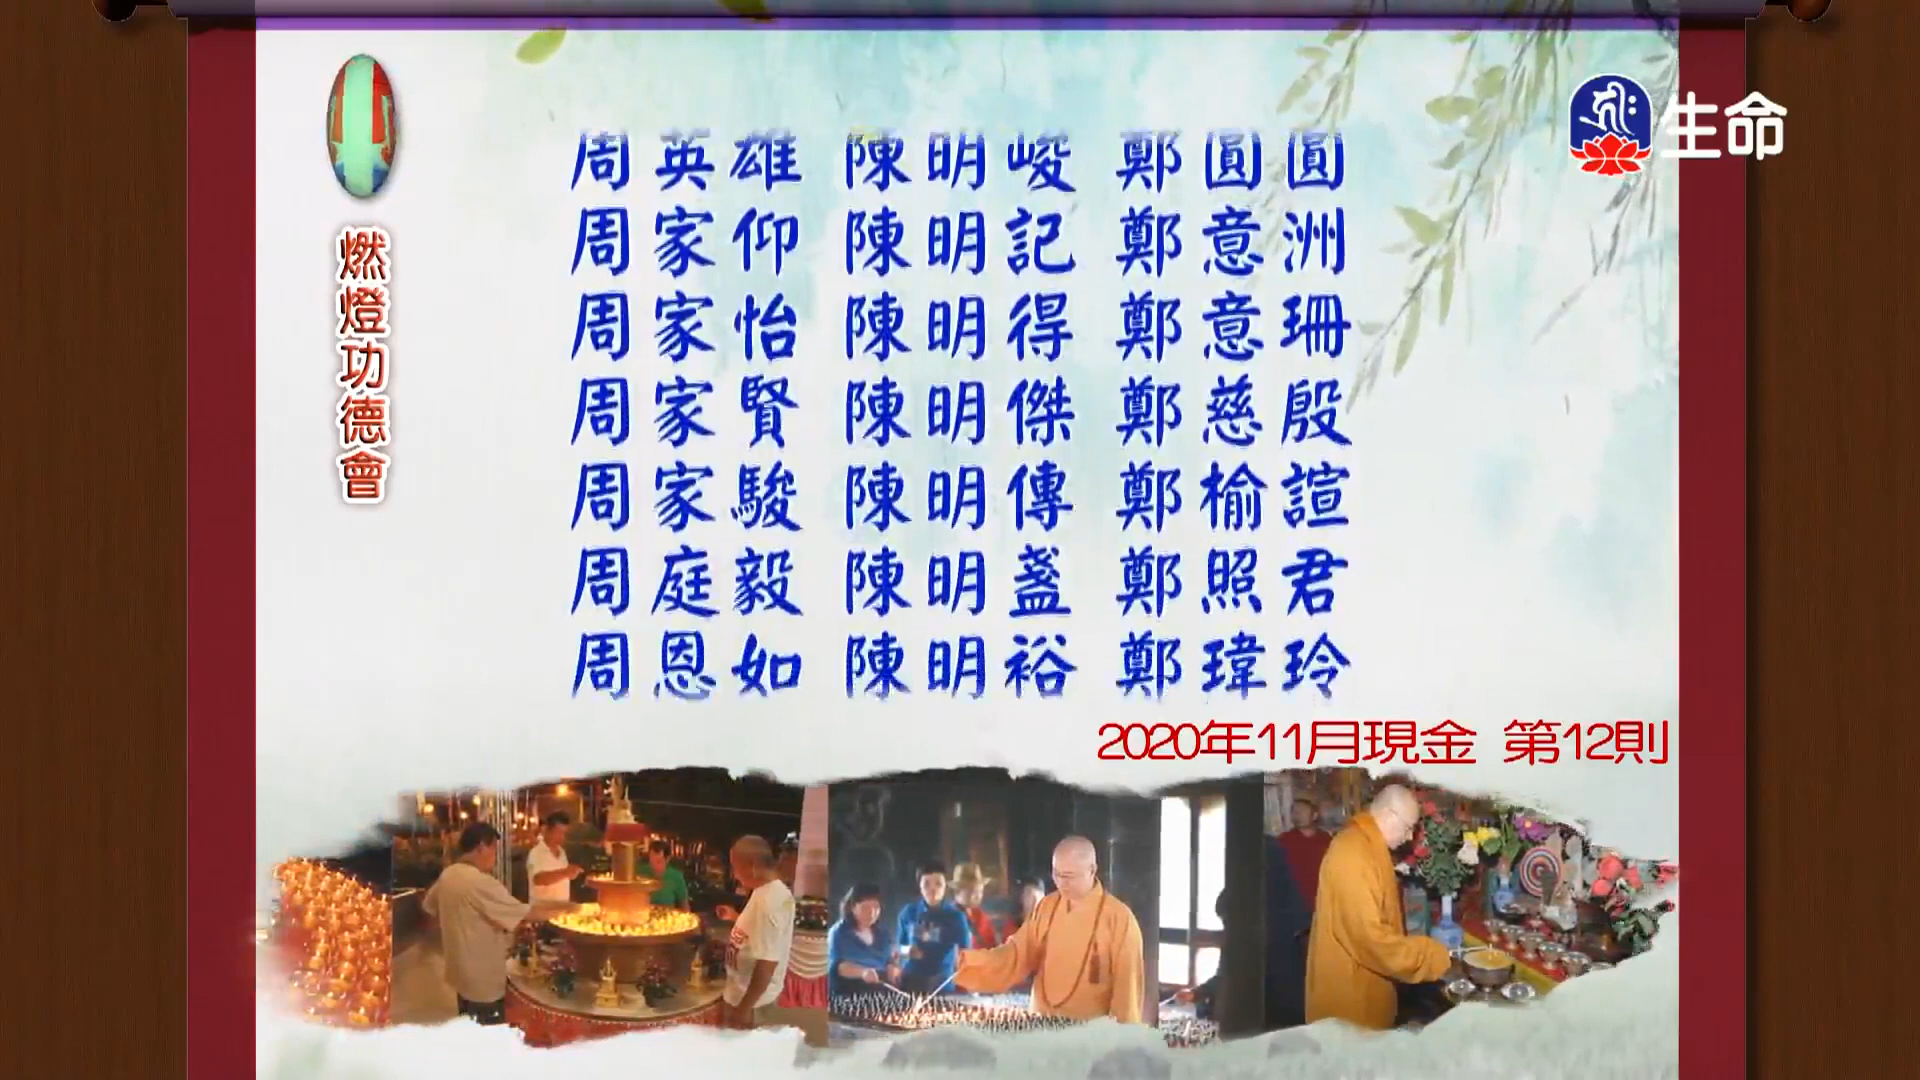 生命
燃燈功德會
周英雄 陳明峻 鄭圓圓
周家仰 陳明記 鄭意洲
周家怡 陳明得 鄭意珊
周家賢 陳明傑 鄭慈殷
周家駿 陳明傳 鄭榆諠
周庭毅 陳明盞 鄭照君
周恩如 陳明裕 鄭瑋玲
2020年11月現金 第12則